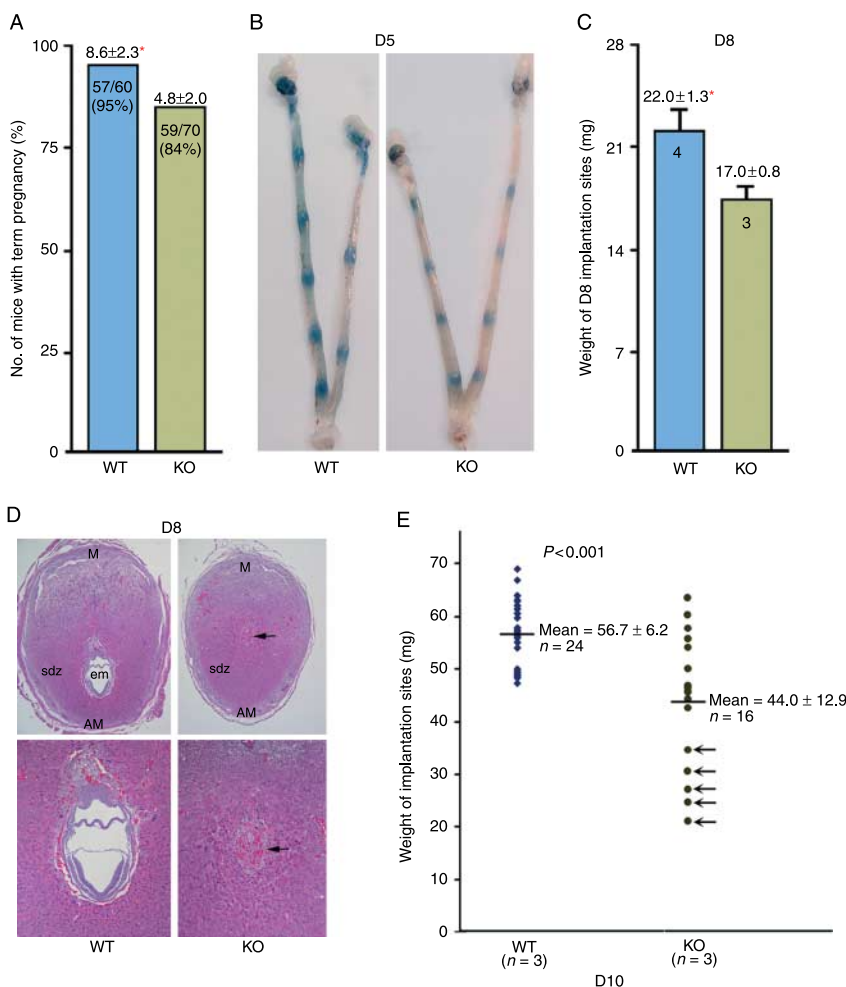 A
No. of mice with term pregnancy (%)
100
75
50
25
0
8.6±2.3*
57/60
(95%)
4.8±2.0
59/70
(84%)
WT
KO
B
D5
WT
KO
C
D8
Weight of D8 implantation sites (mg)
28
21
14
7
0
22.0±1.3*
4
17.0±0.8
3
WT
KO
D
D8
M
sdz
em
AM
M
sdz
AM
WT
KO
E
Weight of implantation sites (mg)
70
60
50
40
30
20
10
0
P<0.001
Mean = 56.7 ± 6.2
n = 24
Mean = 44.0 ± 12.9
n = 16
WT
(n = 3)
KO
(n = 3)
D10